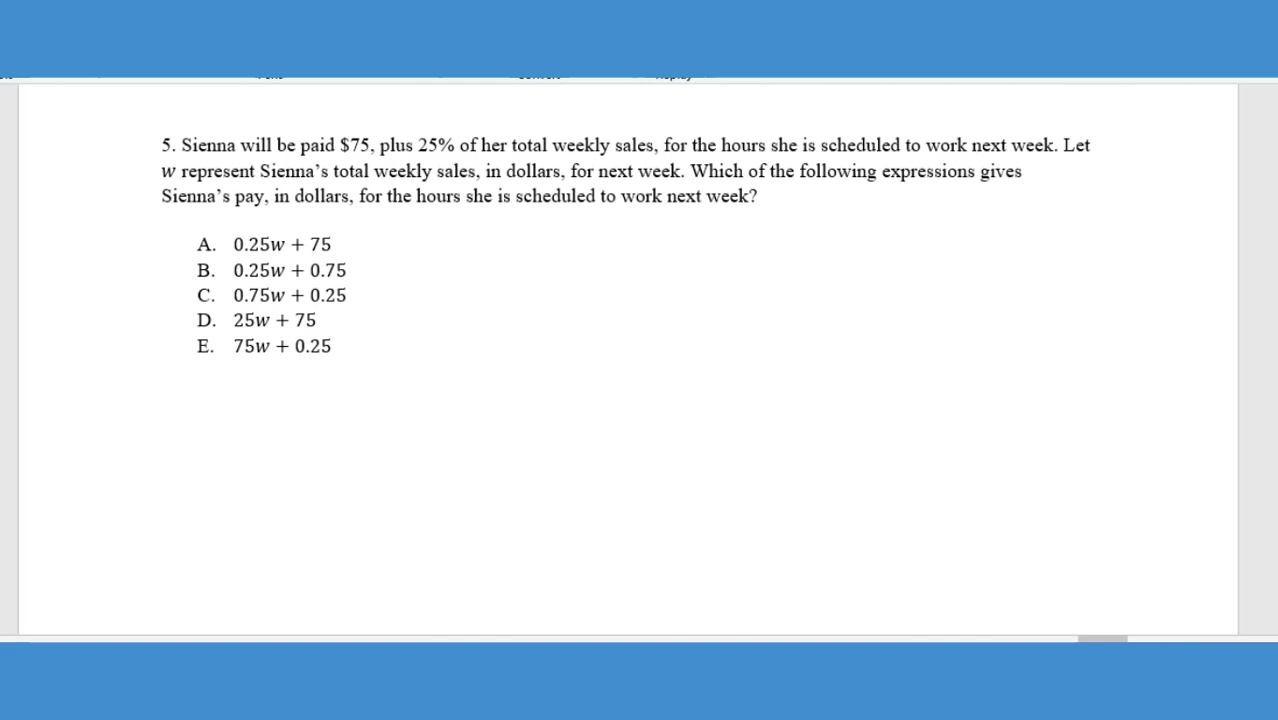 5. Sienna will be paid $75, plus 25% of her total weekly sales, for the hours she is scheduled to work next week. Let
w represent Sienna’s total weekly sales, in dollars, for next week. Which of the following expressions gives
Sienna’s pay, in dollars, for the hours she is scheduled to work next week?
A. 0.25w + 75
B. 0.25w + 0.75
C. 0.75w + 0.25
D. 25w + 75
E. 75w + 0.25